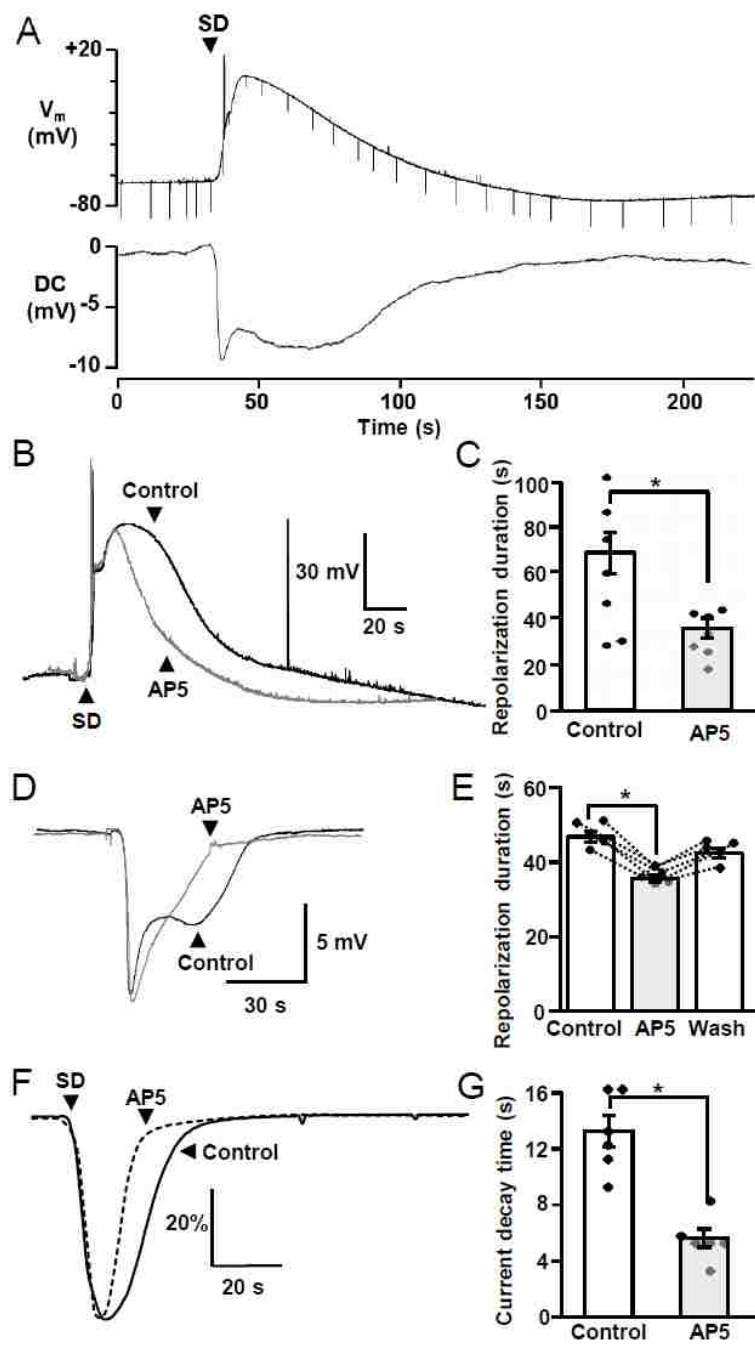 A
SD
+20
Vm
(mV)
-80
0
DC
(mV)
-5
-10
0 50 100 150 200
Time (s)
B
Control
30 mV
20 s
AP5
SD
C
Repolarization duration (s)
100
80
60
40
20
0
*
Control AP5
D
AP5
5 mV
Control
30 s
E
Repolarization duration (s)
60
40
20
0
*
Control AP5 Wash
F
SD
AP5
Control
20%
20 s
G
Current decay time (s)
16
12
8
4
0
*
Control AP5